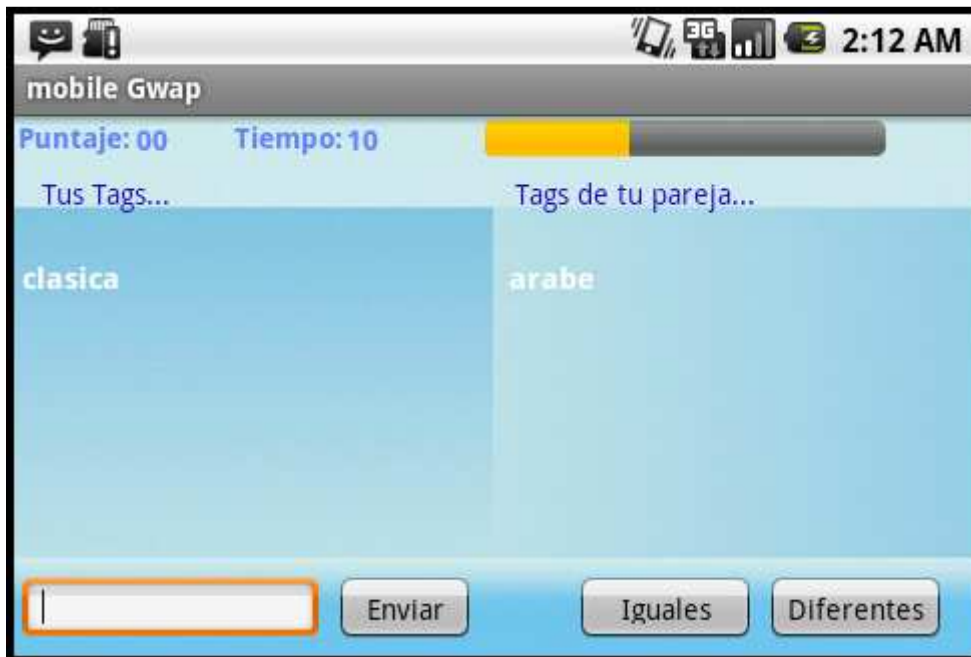 3G 2:12 AM
mobile Gwap
Puntaje: 00 Tiempo: 10
Tus Tags... Tags de tu pareja...
clasica arabe
Enviar Iguales Diferentes